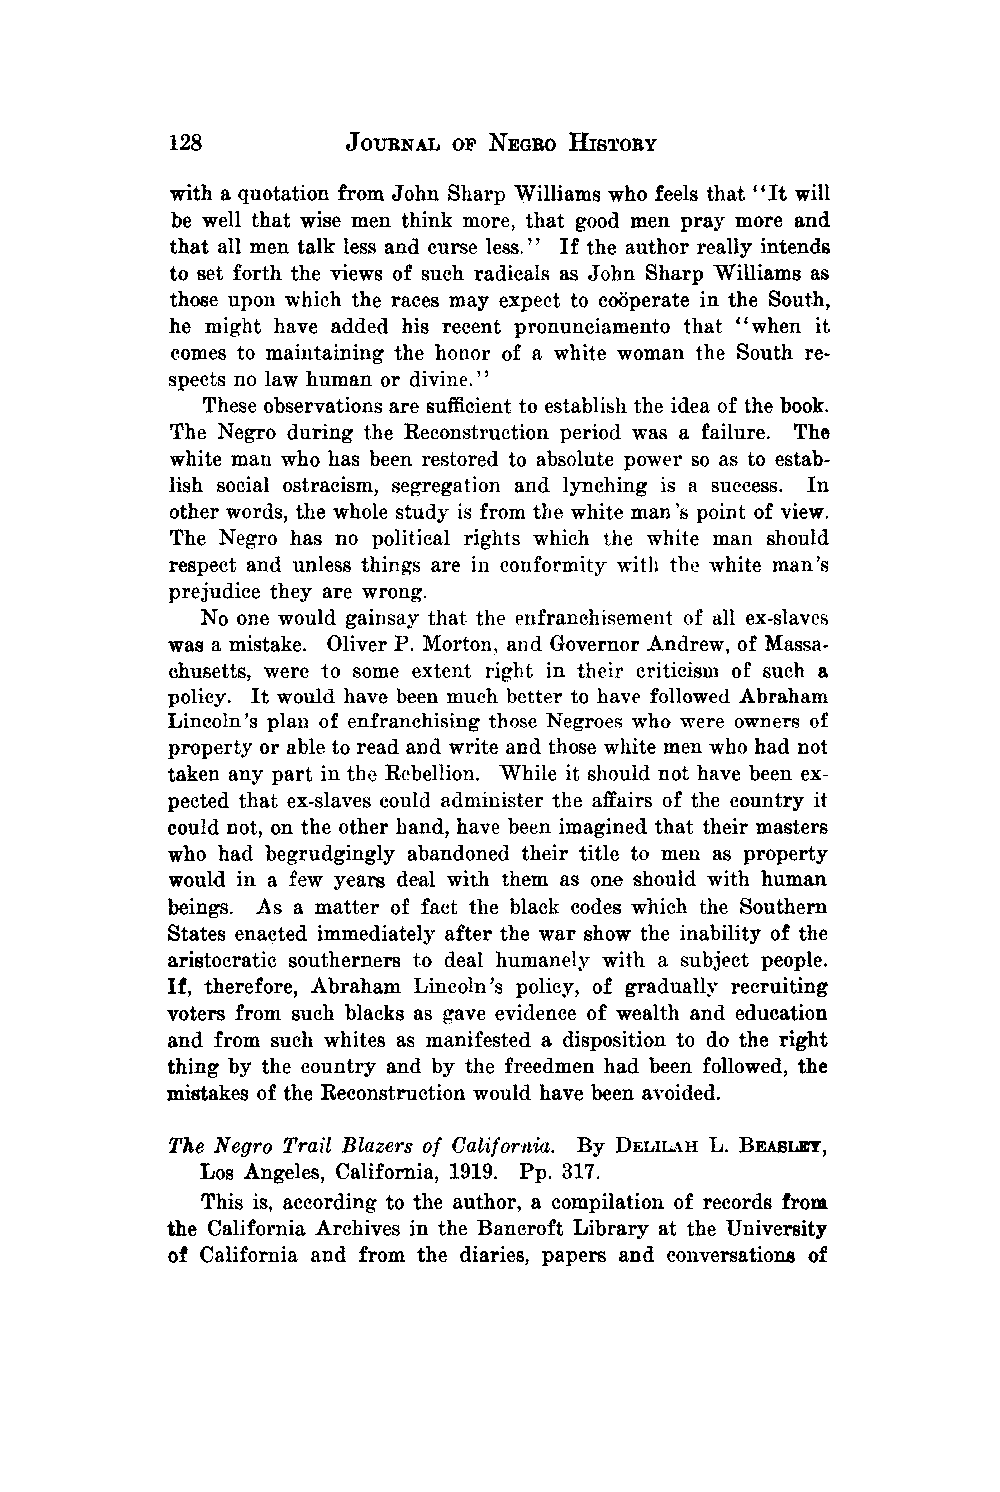 128 JOURNAL OF NEGRO HISTORY
with a quotation from John Sharp Williams who feels that "It will
be well that wise men think more, that good men pray more and
that all men talk less and curse less." If the author really intends
to set forth the views of such radicals as John Sharp Williams as
those upon which the races may expect to coöperate in the South,
he might have added his recent pronunciamento that "when it
comes to maintaining the honor of a white woman the South re-
spects no law human or divine."
These observations are sufficient to establish the idea of the book.
The Negro during the Reconstruction period was a failure. The
white man who has been restored to absolute power so as to estab-
lish social ostracism, segregation and lynching is a success. In
other words, the whole study is from the white man's point of view.
The Negro has no political rights which the white man should
respect and unless things are in conformity with the white man's
prejudice they are wrong.
No one would gainsay that the enfranchisement of all ex-slaves
was a mistake. Oliver P. Morton, and Governor Andrew, of Massa-
chusetts, were to some extent right in their criticism of such a
policy. It would have been much better to have followed Abraham
Lincoln's plan of enfranchising those Negroes who were owners of
property or able to read and write and those white men who had not
taken any part in the Rebellion. While it should not have been ex-
pected that ex-slaves could administer the affairs of the country it
could not, on the other hand, have been imagined that their masters
who had begrudgingly abandoned their title to men as property
would in a few years deal with them as one should with human
beings. As a matter of fact the black codes which the Southern
States enacted immediately after the war show the inability of the
aristocratic southerners to deal humanely with a subject people.
If, therefore, Abraham Lincoln's policy, of gradually recruiting
voters from such blacks as gave evidence of wealth and education
and from such whites as manifested a disposition to do the right
thing by the country and by the freedmen had been followed, the
mistakes of the Reconstruction would have been avoided.
The Negro Trail Blazers of California. By DELILAH L. BEASLEY,
Los Angeles, California, 1919. Pp. 317.
This is, according to the author, a compilation of records from
the California Archives in the Bancroft Library at the University
of California and from the diaries, papers and conversations of